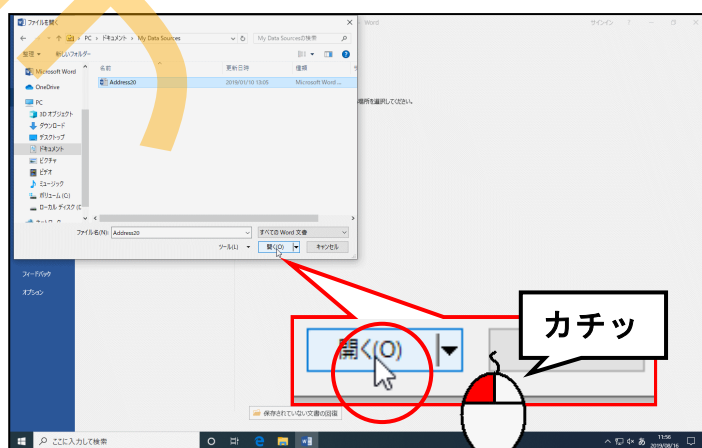 ファイルを開く
Word
サインイン ? － □ ×
PC > ドキュメント > My Data Sources
My Data Sourcesの検索
整理 ▼ 新しいフォルダー
名前 更新日時 種類
Microsoft Word
Address20 2019/01/10 13:05 Microsoft Word ...
OneDrive
PC
場所を選択してください。
3D オブジェクト
ダウンロード
デスクトップ
ドキュメント
ピクチャ
ビデオ
ミュージック
ボリューム (C:)
ローカル ディスク (E
ファイル名(N): Address20 すべての Word 文書
ツール(L) ▼ 開く(O) ▼ キャンセル
フィードバック
オプション
カチッ
開く(O)
保存されていない文書の回復
ここに入力して検索
あ
11:56
2019/08/16